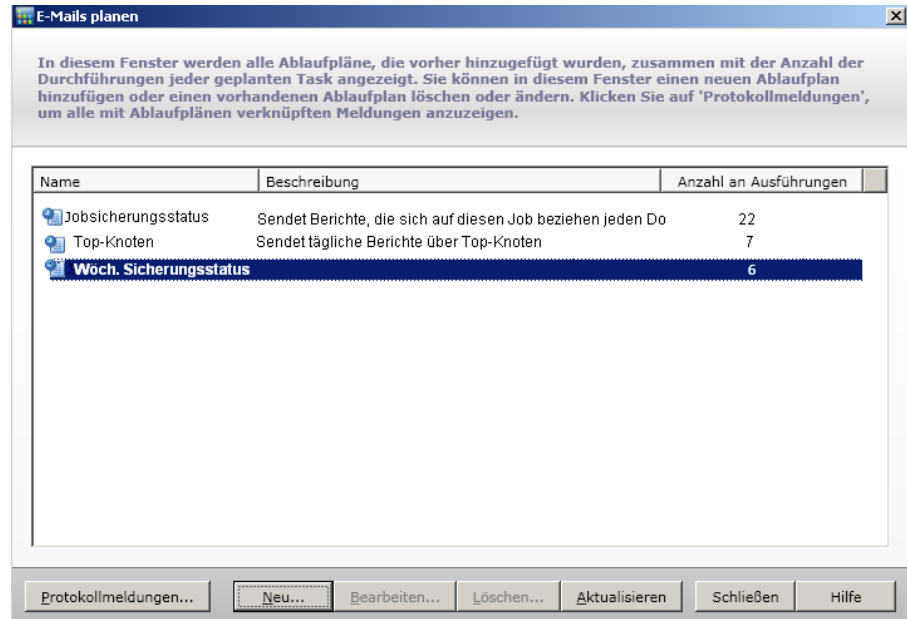 E-Mails planen
In diesem Fenster werden alle Ablaufpläne, die vorher hinzugefügt wurden, zusammen mit der Anzahl der
Durchführungen jeder geplanten Task angezeigt. Sie können in diesem Fenster einen neuen Ablaufplan
hinzufügen oder einen vorhandenen Ablaufplan löschen oder ändern. Klicken Sie auf 'Protokollmeldungen',
um alle mit Ablaufplänen verknüpften Meldungen anzuzeigen.
Name Beschreibung Anzahl an Ausführungen
Jobsicherungsstatus Sendet Berichte, die sich auf diesen Job beziehen jeden Do 22
Top-Knoten Sendet tägliche Berichte über Top-Knoten 7
Wöch. Sicherungsstatus 6
Protokollmeldungen... Neu... Bearbeiten... Löschen... Aktualisieren Schließen Hilfe